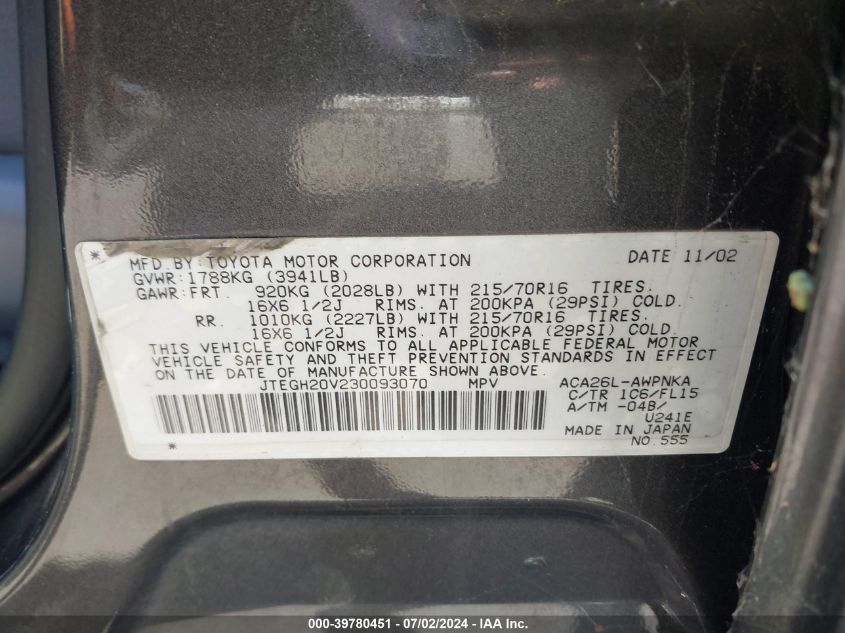 * MFD.BY:TOYOTA MOTOR CORPORATION DATE 11/02
GVWR:1788KG (3941LB)
GAWR:FRT. 920KG (2028LB) WITH 215/70R16 TIRES.
16X6 1/2J RIMS. AT 200KPA (29PSI) COLD.
RR. 1010KG (2227LB) WITH 215/70R16 TIRES.
16X6 1/2J RIMS. AT 200KPA (29PSI) COLD.
THIS VEHICLE CONFORMS TO ALL APPLICABLE FEDERAL MOTOR
VEHICLE SAFETY AND THEFT PREVENTION STANDARDS IN EFFECT
ON THE DATE OF MANUFACTURE SHOWN ABOVE.
JTEGH20V230093070 MPV ACA26L-AWPNKA
C/TR 1C6/FL15
A/TM -04B/
U241E
MADE IN JAPAN
* NO.555
000-39780451 - 07/02/2024 - IAA Inc.